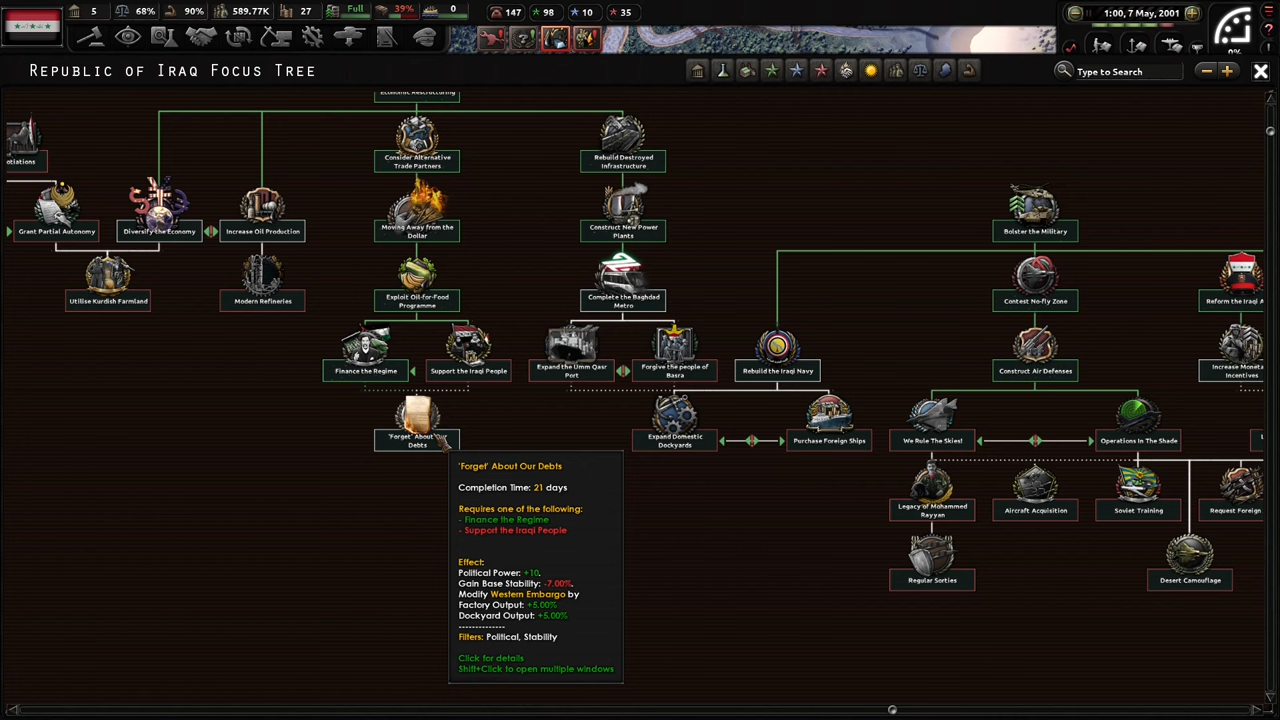 5 68% 90% 589.77K 27 Full 39% 0 147 98 10 35 1:00, 7 May, 2001
0%
Republic of Iraq Focus Tree
Type to Search
Economic Restructuring
otiations
Consider Alternative
Trade Partners
Rebuild Destroyed
Infrastructure
Grant Partial Autonomy
Diversify the Economy
Increase Oil Production
Moving Away from the
Dollar
Construct New Power
Plants
Bolster the Military
Utilise Kurdish Farmland
Modern Refineries
Exploit Oil-for-Food
Programme
Complete the Baghdad
Metro
Contest No-fly Zone
Reform the Iraqi A
Finance the Regime
Support the Iraqi People
Expand the Umm Qasr
Port
Forgive the people of
Basra
Rebuild the Iraqi Navy
Construct Air Defenses
Increase Moneta
Incentives
'Forget' About Our
Debts
Expand Domestic
Dockyards
Purchase Foreign Ships
We Rule The Skies!
Operations In The Shade
Legacy of Mohammed
Rayyan
Aircraft Acquisition
Soviet Training
Request Foreign
Regular Sorties
Desert Camouflage
'Forget' About Our Debts
Completion Time: 21 days
Requires one of the following:
- Finance the Regime
- Support the Iraqi People
Effect:
Political Power: +10.
Gain Base Stability: -7.00%.
Modify Western Embargo by
Factory Output: +5.00%
Dockyard Output: +5.00%
--------------
Filters: Political, Stability
Click for details
Shift+Click to open multiple windows